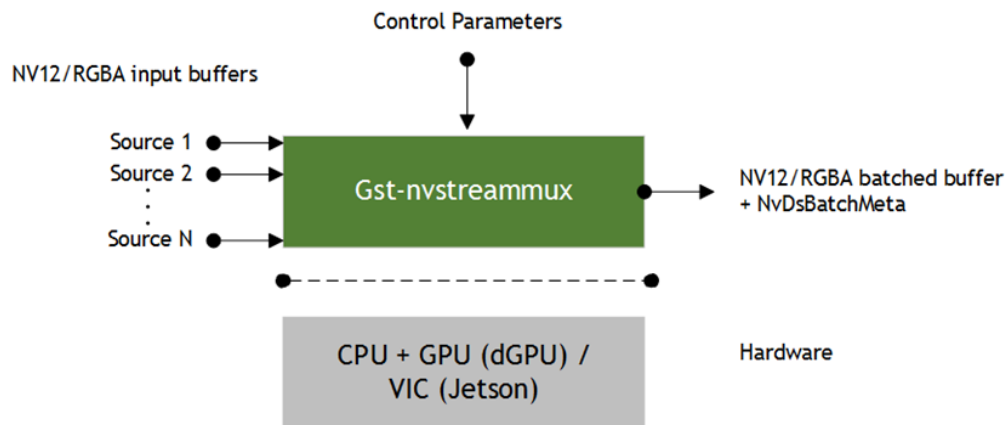 Control Parameters
NV12/RGBA input buffers
Source 1
Source 2
Source N
Gst-nvstreammux
NV12/RGBA batched buffer
+ NvDsBatchMeta
CPU + GPU (dGPU) /
VIC (Jetson)
Hardware